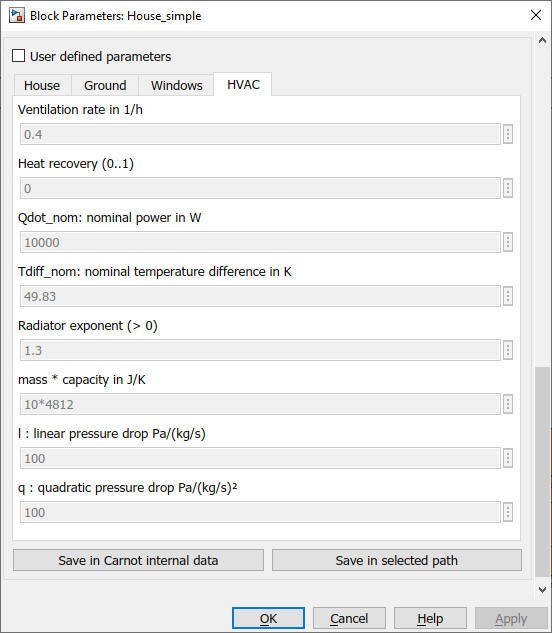 Block Parameters: House_simple
User defined parameters
House Ground Windows HVAC
Ventilation rate in 1/h
0.4
Heat recovery (0..1)
0
Qdot_nom: nominal power in W
10000
Tdiff_nom: nominal temperature difference in K
49.83
Radiator exponent (> 0)
1.3
mass * capacity in J/K
10*4812
l : linear pressure drop Pa/(kg/s)
100
q : quadratic pressure drop Pa/(kg/s)²
100
Save in Carnot internal data Save in selected path
OK Cancel Help Apply